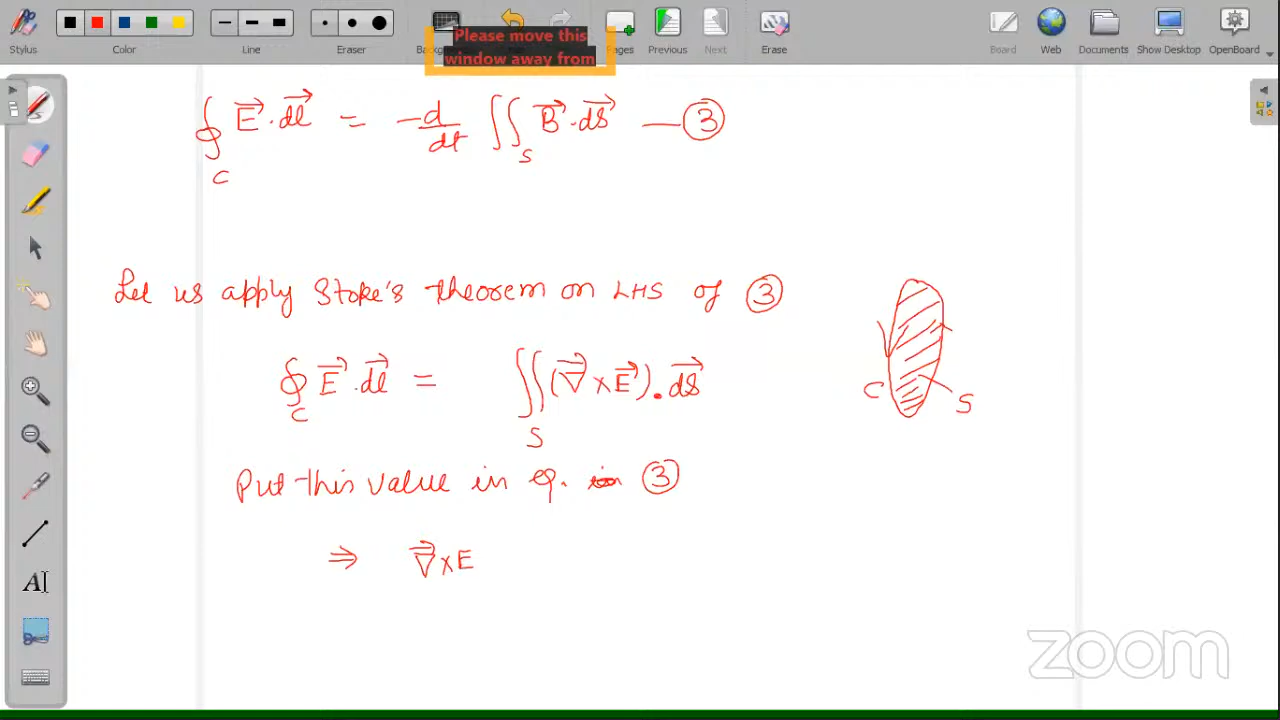 Stylus
Color
Line
Eraser
Pages
Previous
Next
Erase
Board
Web
Documents
Show Desktop
OpenBoard
Please move this
window away from
∮_C E⃗ · dl⃗ = -d/dt ∬_S B⃗ · ds⃗ — ③
Let us apply Stoke's theorem on LHS of ③
∮_C E⃗ · dl⃗ = ∬_S (∇⃗ × E⃗) . ds⃗
C
S
Put this value in eq. ③
⇒ ∇⃗ × E
zoom